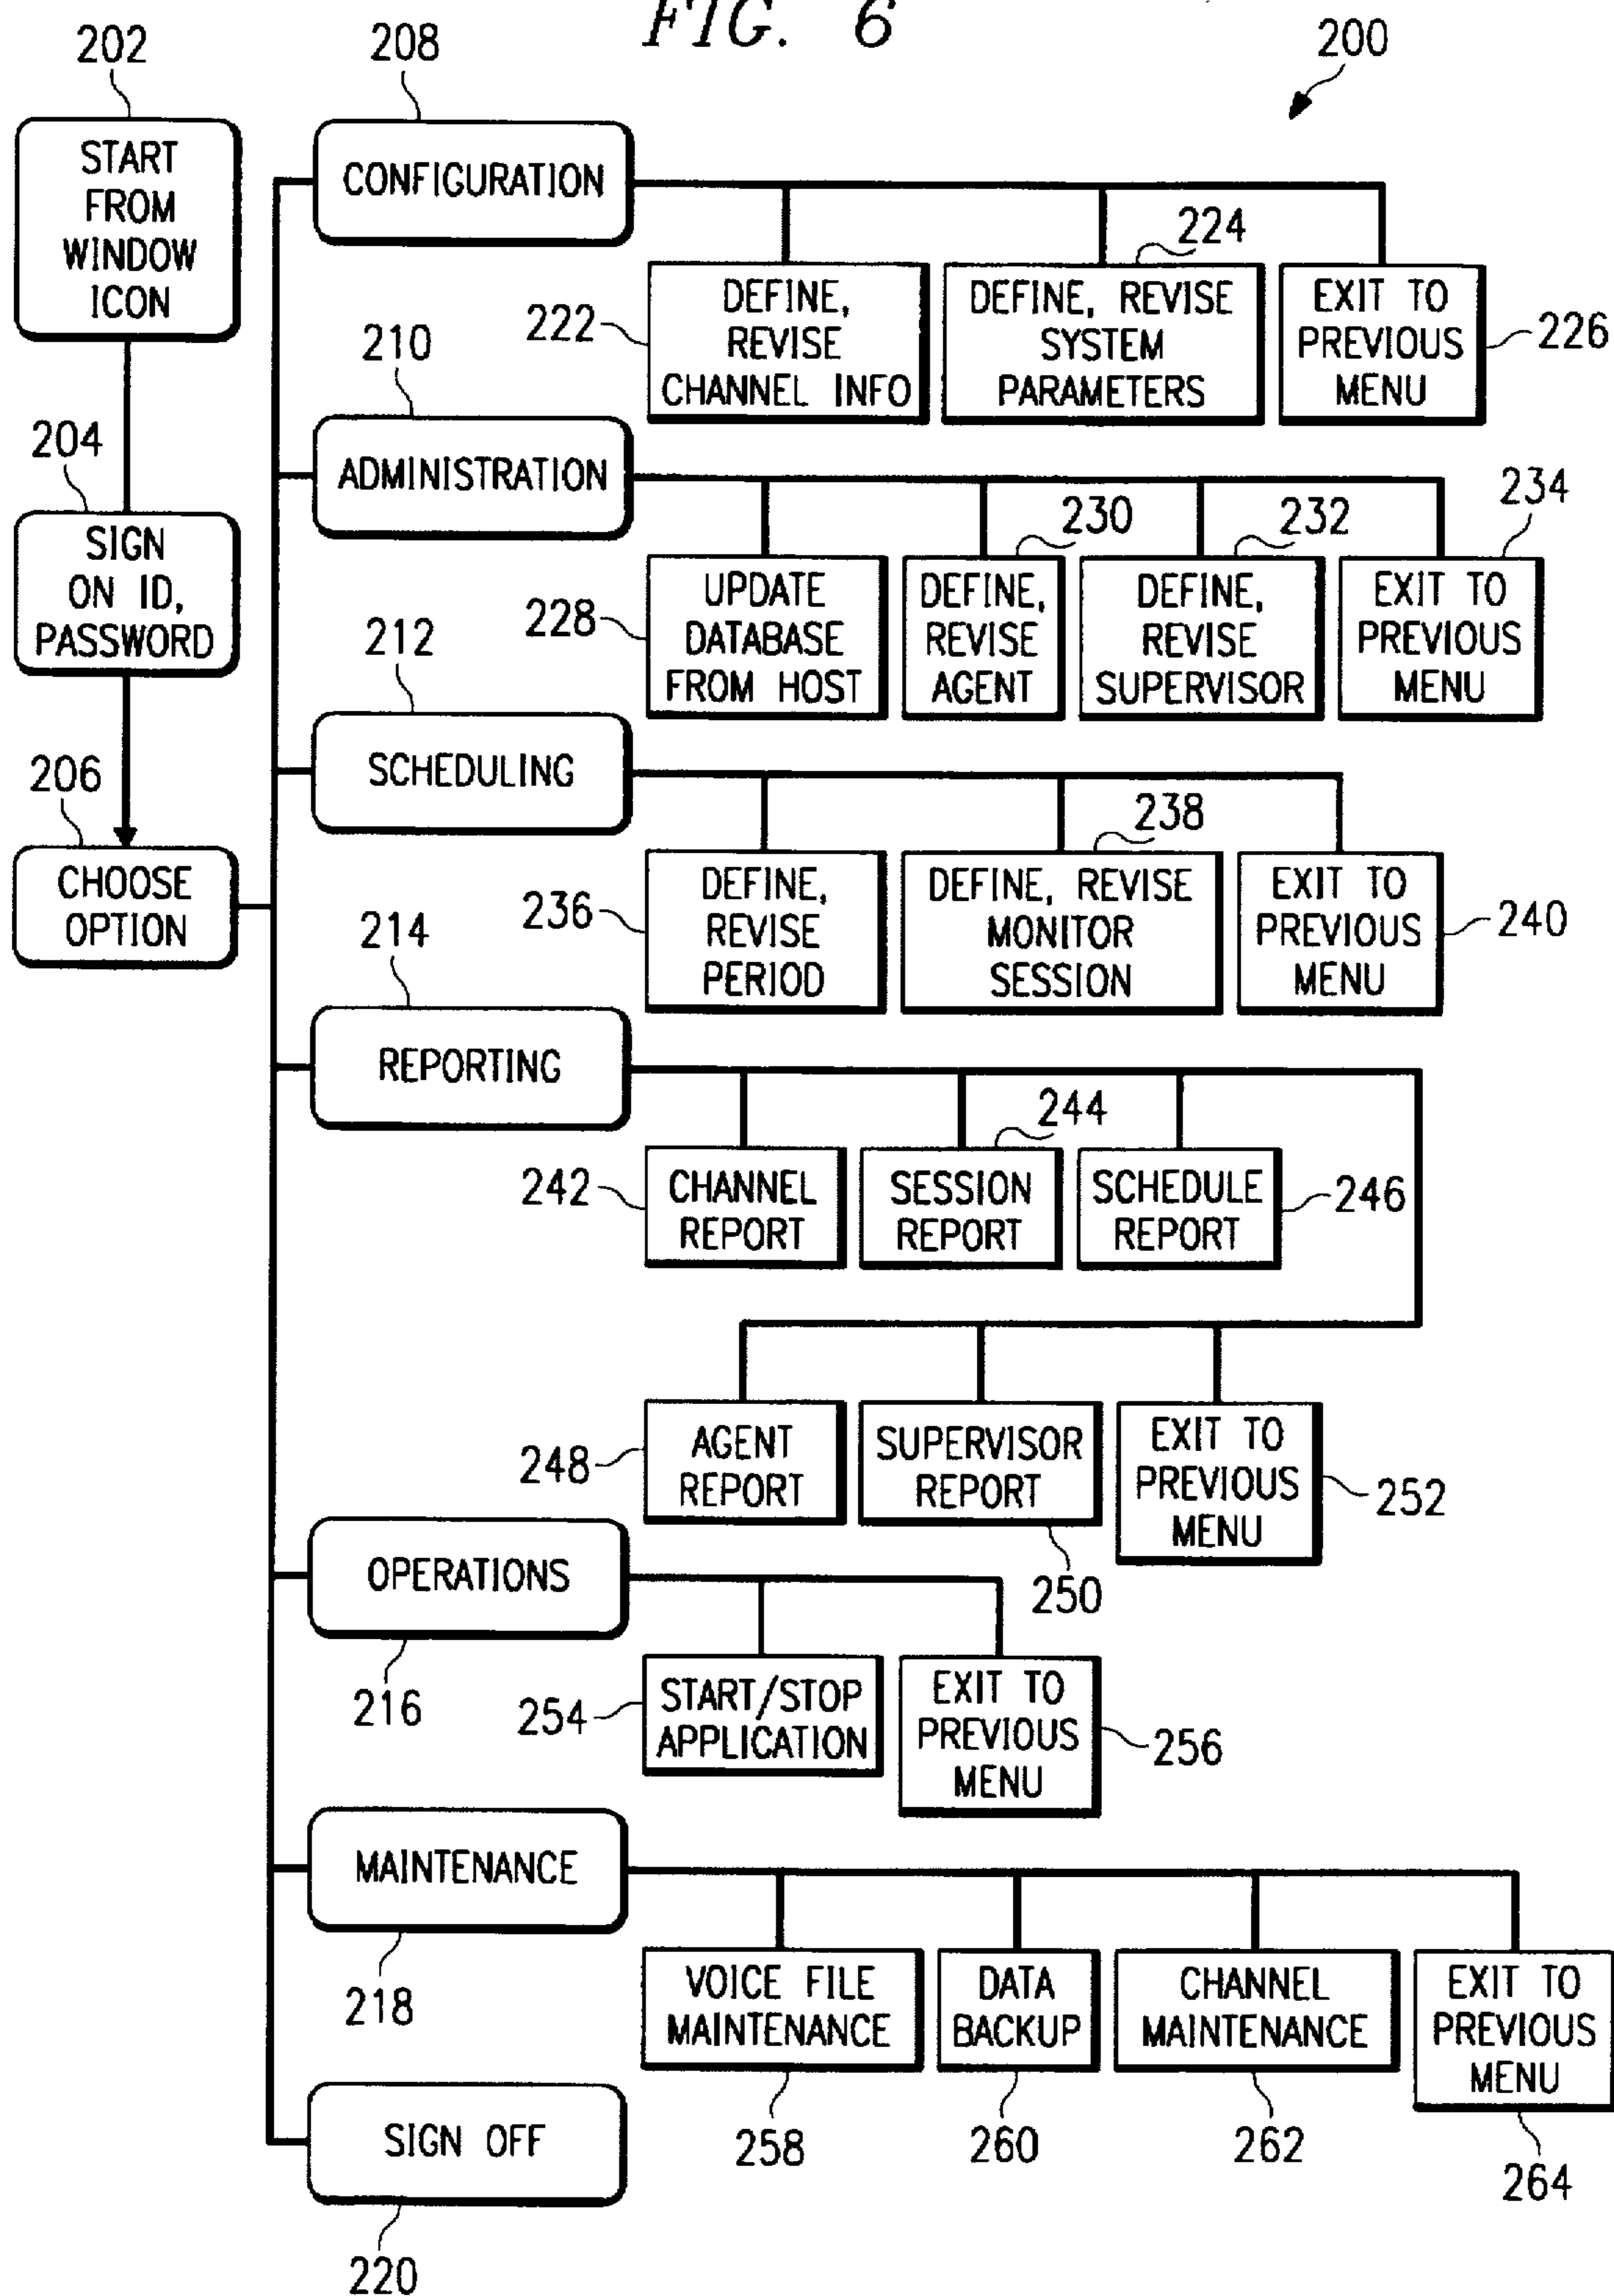 FIG. 6
200
202
START
FROM
WINDOW
ICON
204
SIGN
ON ID,
PASSWORD
206
CHOOSE
OPTION
208
CONFIGURATION
222
DEFINE,
REVISE
CHANNEL INFO
224
DEFINE, REVISE
SYSTEM
PARAMETERS
EXIT TO
PREVIOUS
MENU
226
210
ADMINISTRATION
228
UPDATE
DATABASE
FROM HOST
230
DEFINE,
REVISE
AGENT
232
DEFINE,
REVISE
SUPERVISOR
234
EXIT TO
PREVIOUS
MENU
212
SCHEDULING
236
DEFINE,
REVISE
PERIOD
238
DEFINE, REVISE
MONITOR
SESSION
EXIT TO
PREVIOUS
MENU
240
214
REPORTING
242
CHANNEL
REPORT
244
SESSION
REPORT
SCHEDULE
REPORT
246
248
AGENT
REPORT
SUPERVISOR
REPORT
250
EXIT TO
PREVIOUS
MENU
252
OPERATIONS
216
254
START/STOP
APPLICATION
EXIT TO
PREVIOUS
MENU
256
MAINTENANCE
218
VOICE FILE
MAINTENANCE
258
DATA
BACKUP
260
CHANNEL
MAINTENANCE
262
EXIT TO
PREVIOUS
MENU
264
SIGN OFF
220